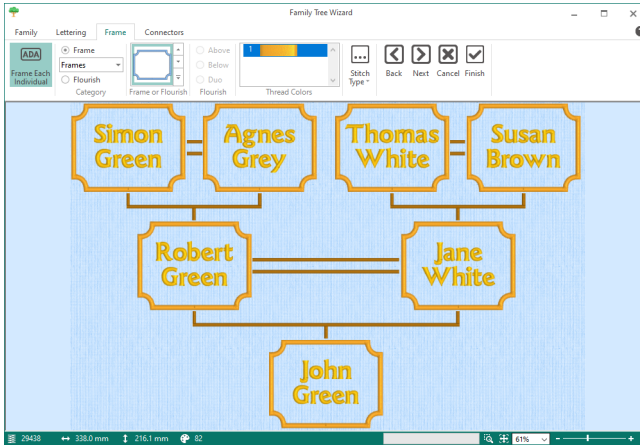 Family Tree Wizard
Family Lettering Frame Connectors
ADA
Frame Each
Individual
Frame
Frames
Flourish
Category
Frame or Flourish
Above
Below
Duo
Flourish
1
Thread Colors
Stitch
Type
Back Next Cancel Finish
Simon
Green
Agnes
Grey
Thomas
White
Susan
Brown
Robert
Green
Jane
White
John
Green
29438 338.0 mm 216.1 mm 82 61%